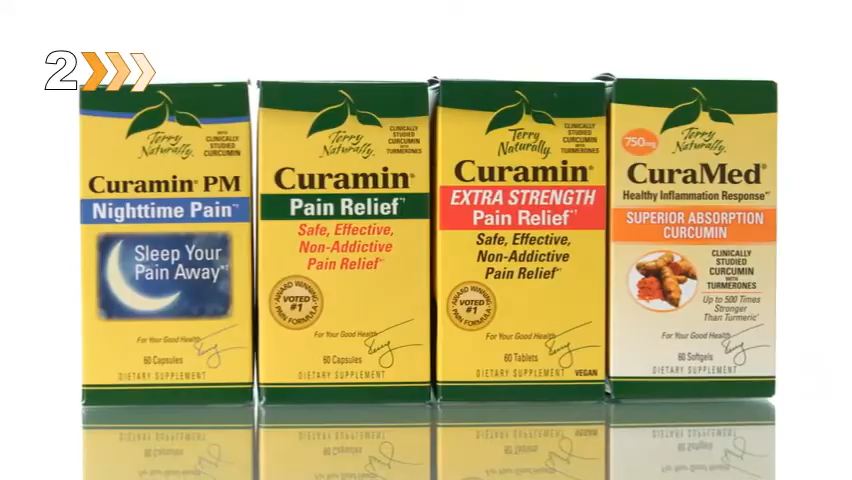 2
Terry
Naturally®
WITH
CLINICALLY
STUDIED
CURCUMIN
Curamin® PM
Nighttime Pain*†
Sleep Your
Pain Away*†
For Your Good Health,
Terry
60 Capsules
DIETARY SUPPLEMENT
Terry
Naturally®
CLINICALLY
STUDIED
CURCUMIN
WITH
TURMERONES
Curamin®
Pain Relief*†
Safe, Effective,
Non-Addictive
Pain Relief*†
AWARD WINNING
VOTED
#1
PAIN FORMULA
For Your Good Health,
Terry
60 Capsules
DIETARY SUPPLEMENT
Terry
Naturally®
CLINICALLY
STUDIED
CURCUMIN
WITH
TURMERONES
Curamin®
EXTRA STRENGTH
Pain Relief*†
Safe, Effective,
Non-Addictive
Pain Relief*†
AWARD WINNING
VOTED
#1
PAIN FORMULA
For Your Good Health,
Terry
60 Tablets
DIETARY SUPPLEMENT VEGAN
Terry
Naturally®
750mg
CuraMed®
Healthy Inflammation Response*†
SUPERIOR ABSORPTION
CURCUMIN
CLINICALLY
STUDIED
CURCUMIN
WITH
TURMERONES
Up to 500 Times
Stronger
Than Turmeric†
For Your Good Health,
Terry
60 Softgels
DIETARY SUPPLEMENT